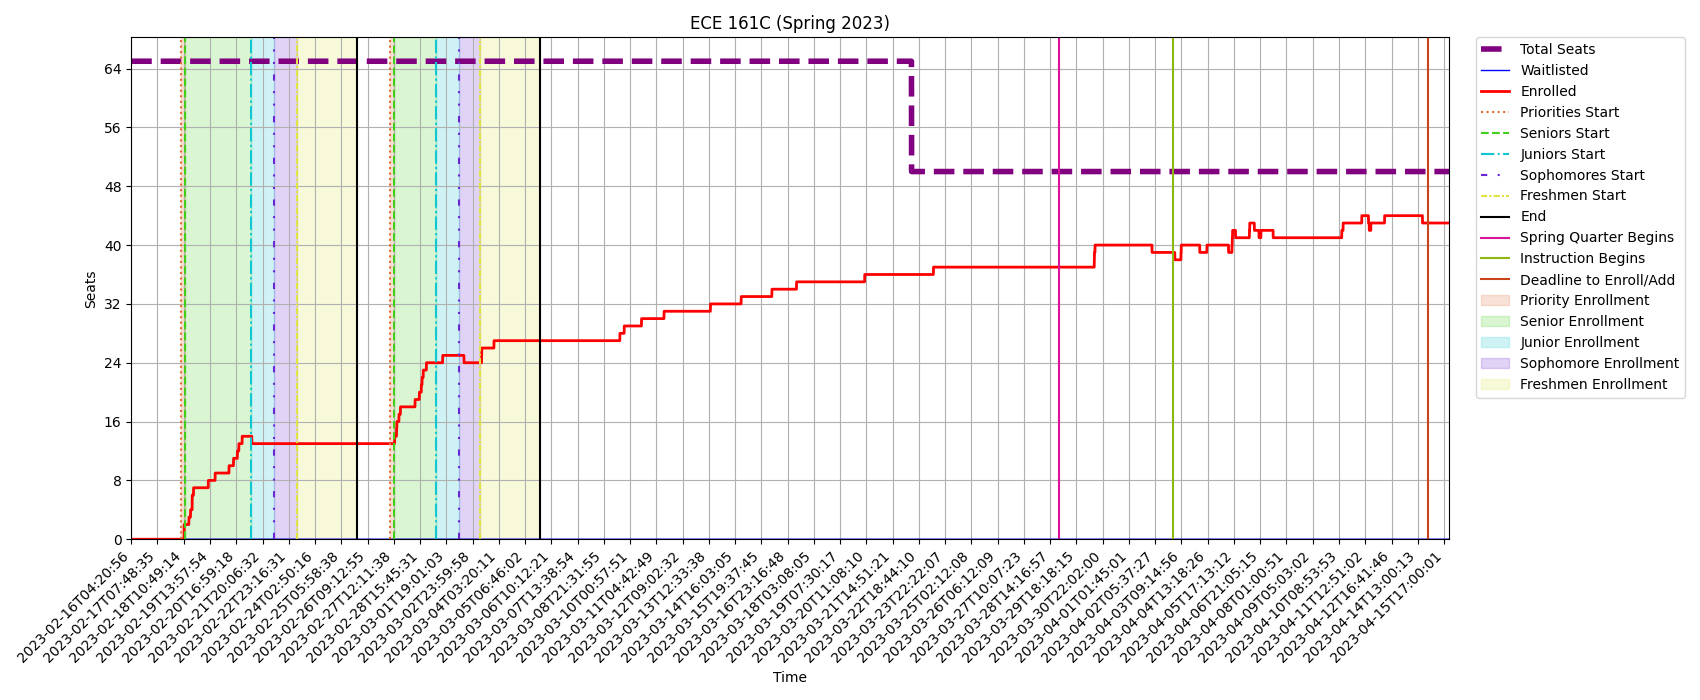 ECE 161C (Spring 2023)
Total Seats
Waitlisted
Enrolled
Priorities Start
Seniors Start
Juniors Start
Sophomores Start
Freshmen Start
End
Spring Quarter Begins
Instruction Begins
Deadline to Enroll/Add
Priority Enrollment
Senior Enrollment
Junior Enrollment
Sophomore Enrollment
Freshmen Enrollment
Seats
64
56
48
40
32
24
16
8
0
2023-02-16T04:20:56
2023-02-17T07:48:35
2023-02-18T10:49:14
2023-02-19T13:57:54
2023-02-20T16:59:18
2023-02-21T20:06:32
2023-02-22T23:16:31
2023-02-24T02:50:16
2023-02-25T05:58:38
2023-02-26T09:12:55
2023-02-27T12:11:38
2023-02-28T15:45:31
2023-03-01T19:01:03
2023-03-02T23:59:58
2023-03-04T03:20:11
2023-03-05T06:46:02
2023-03-06T10:12:21
2023-03-07T13:38:54
2023-03-08T21:31:55
2023-03-10T00:57:51
2023-03-11T04:42:49
2023-03-12T09:02:32
2023-03-13T12:33:38
2023-03-14T16:03:05
2023-03-15T19:37:45
2023-03-16T23:16:48
2023-03-18T03:08:05
2023-03-19T07:30:17
2023-03-20T11:08:10
2023-03-21T14:51:21
2023-03-22T18:44:10
2023-03-23T22:22:07
2023-03-25T02:12:08
2023-03-26T06:12:09
2023-03-27T10:07:23
2023-03-28T14:16:57
2023-03-29T18:18:15
2023-03-30T22:02:00
2023-04-01T01:45:01
2023-04-02T05:37:27
2023-04-03T09:14:56
2023-04-04T13:18:26
2023-04-05T17:13:12
2023-04-06T21:05:15
2023-04-08T01:00:51
2023-04-09T05:03:02
2023-04-10T08:53:53
2023-04-11T12:51:02
2023-04-12T16:41:46
2023-04-14T13:00:13
2023-04-15T17:00:01
Time